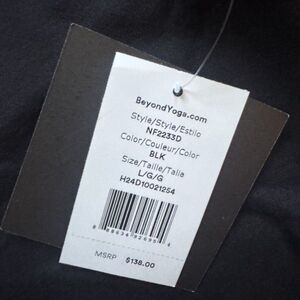 BeyondYoga.com
Style/Style/Estilo
NF2233D
Color/Couleur/Color
BLK
Size/Taille/Talla
L/G/G
H24D10021254
MSRP $138.00